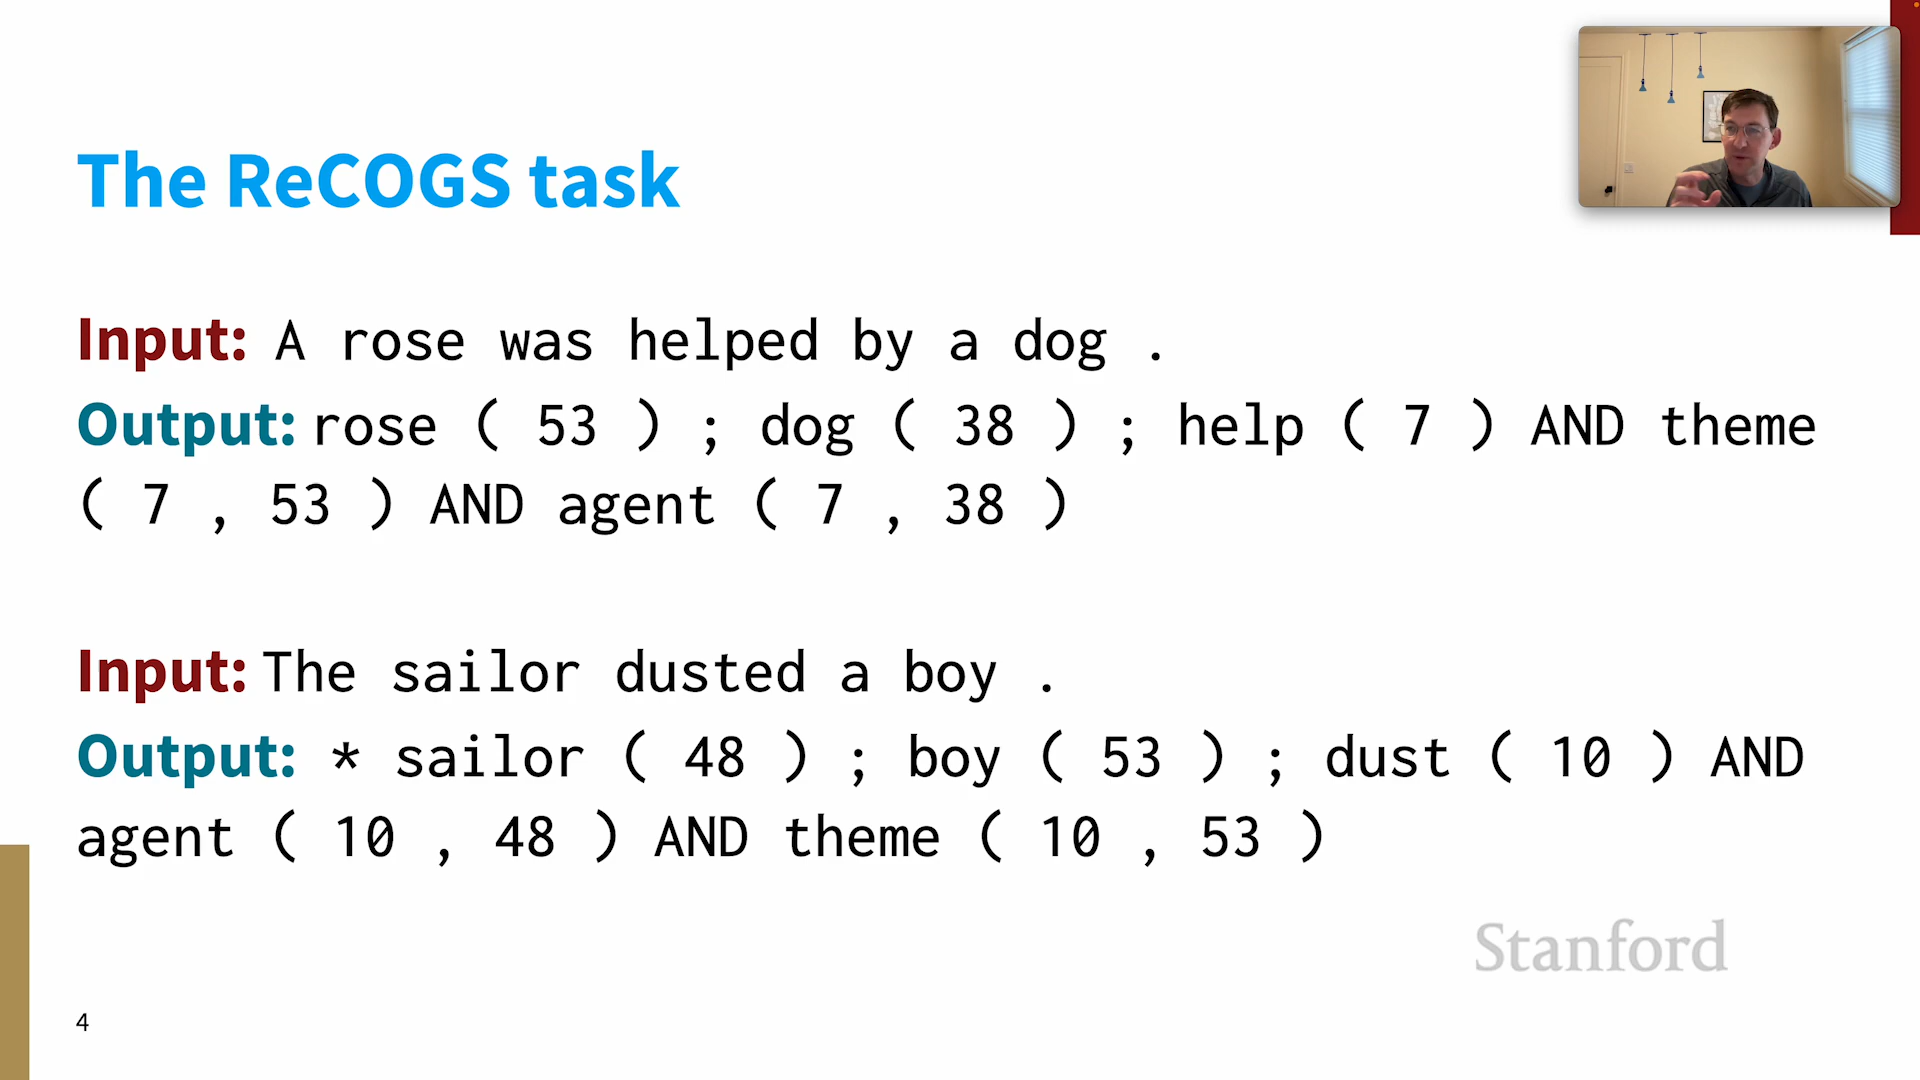 The ReCOGS task
Input: A rose was helped by a dog .
Output: rose ( 53 ) ; dog ( 38 ) ; help ( 7 ) AND theme
( 7 , 53 ) AND agent ( 7 , 38 )
Input: The sailor dusted a boy .
Output: * sailor ( 48 ) ; boy ( 53 ) ; dust ( 10 ) AND
agent ( 10 , 48 ) AND theme ( 10 , 53 )
Stanford
4